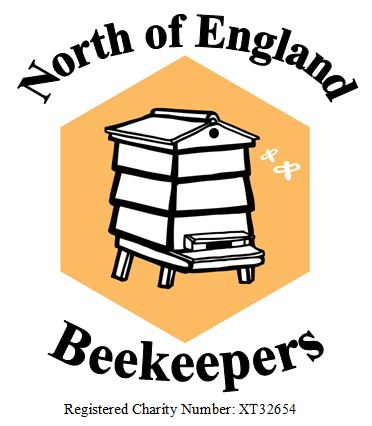 North of England
Beekeepers
Registered Charity Number: XT32654